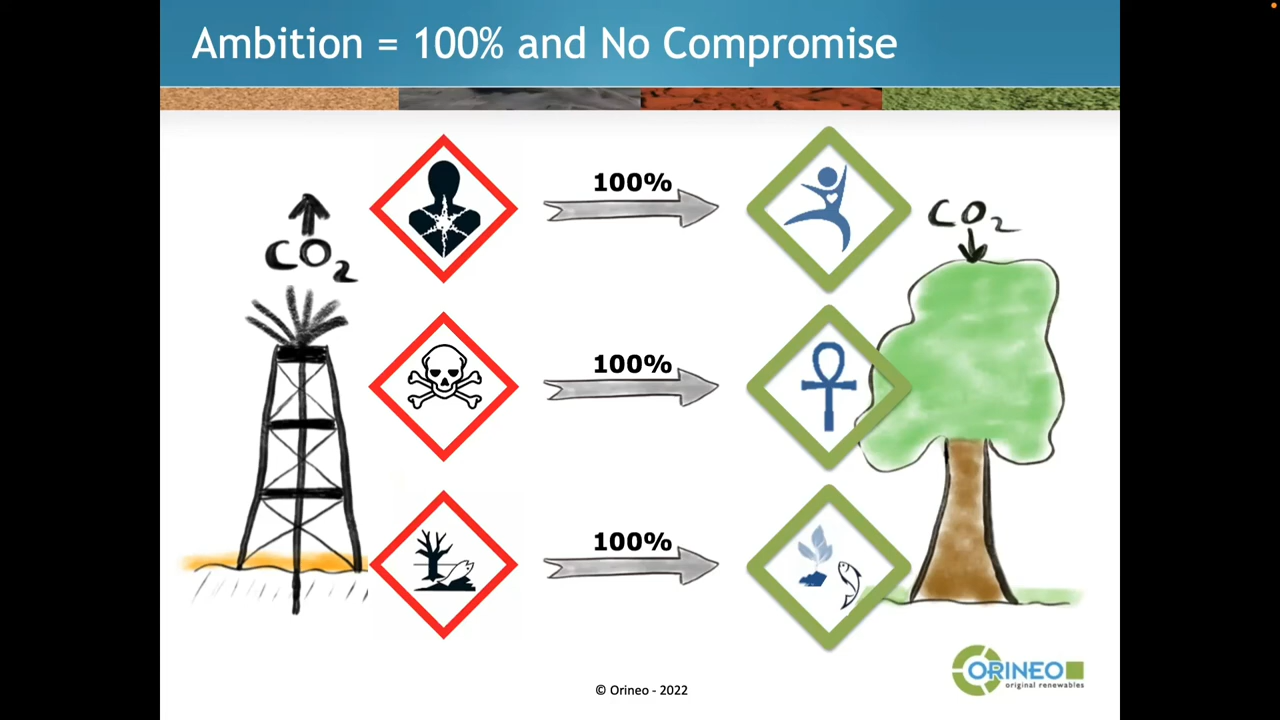 Ambition = 100% and No Compromise
100%
CO2
CO2
100%
100%
ORINEO
original renewables
© Orineo - 2022